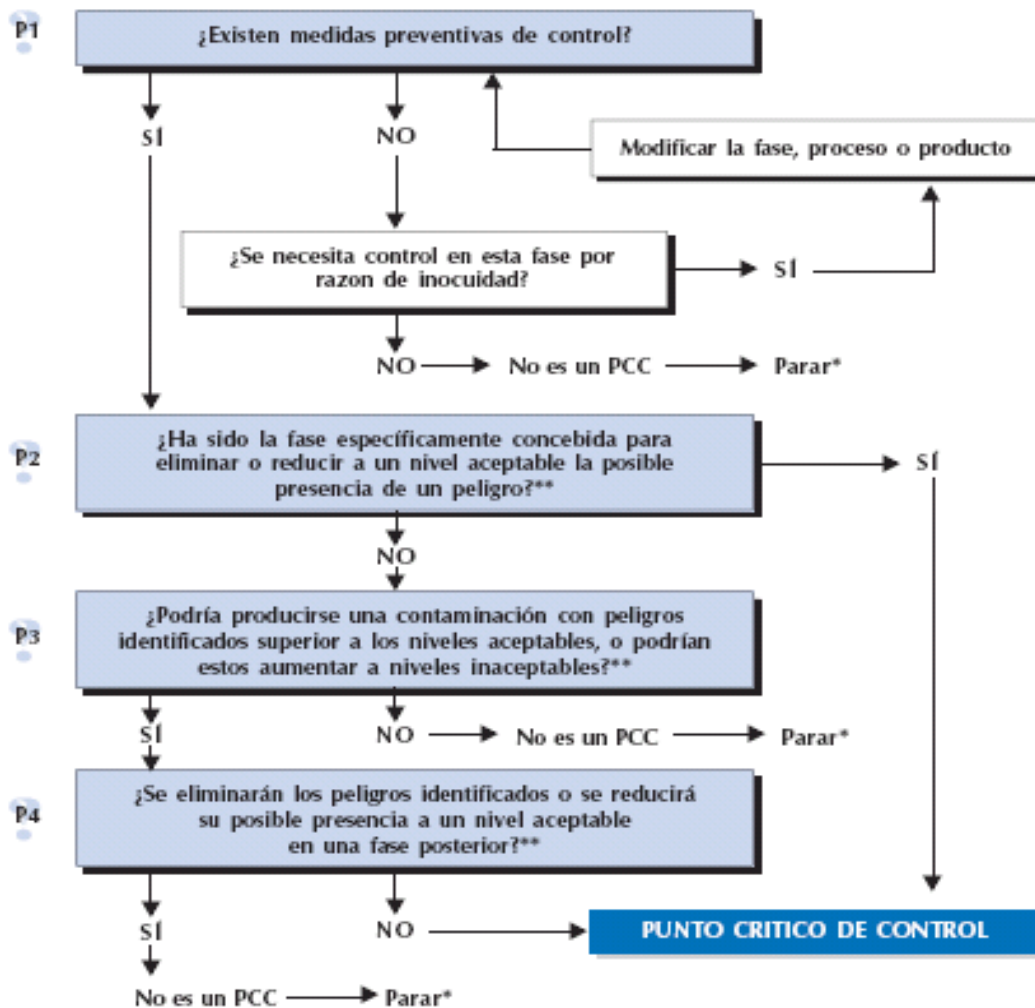 P1
¿Existen medidas preventivas de control?
SÍ
NO
Modificar la fase, proceso o producto
¿Se necesita control en esta fase por
razon de inocuidad?
SÍ
NO
No es un PCC
Parar*
P2
¿Ha sido la fase específicamente concebida para
eliminar o reducir a un nivel aceptable la posible
presencia de un peligro?**
SÍ
NO
P3
¿Podría producirse una contaminación con peligros
identificados superior a los niveles aceptables, o podrían
estos aumentar a niveles inaceptables?**
SÍ
NO
No es un PCC
Parar*
P4
¿Se eliminarán los peligros identificados o se reducirá
su posible presencia a un nivel aceptable
en una fase posterior?**
SÍ
NO
PUNTO CRITICO DE CONTROL
No es un PCC
Parar*